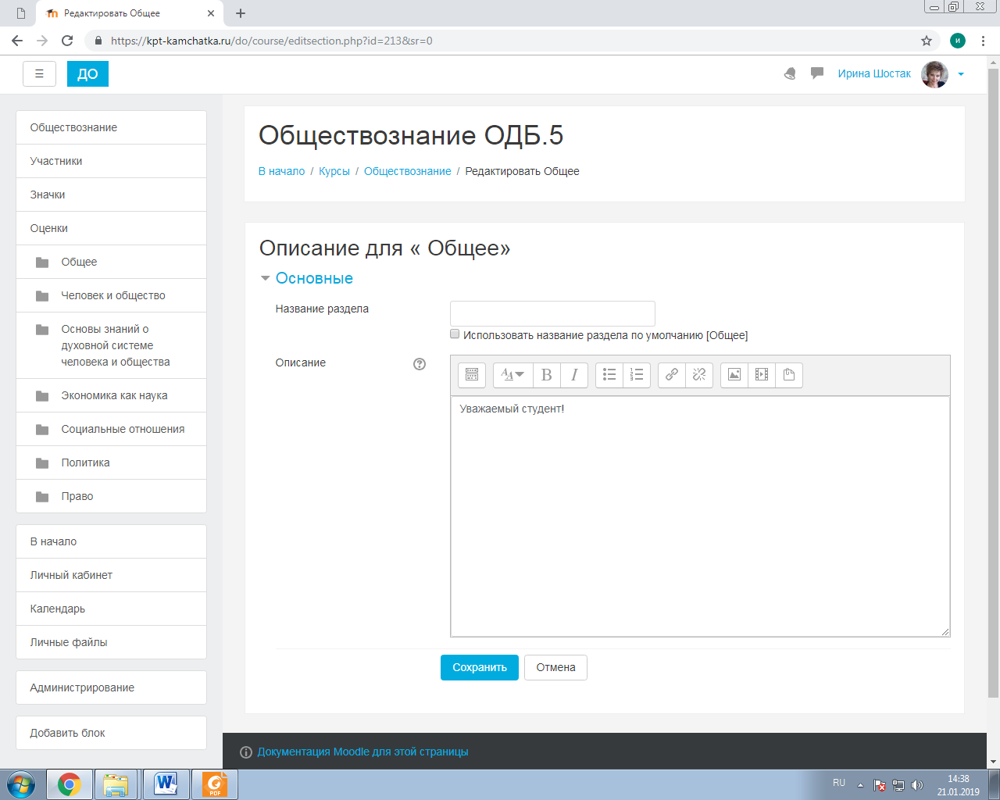 Редактировать Общее
https://kpt-kamchatka.ru/do/course/editsection.php?id=213&sr=0
и
ДО
Ирина Шостак
Обществознание
Участники
Значки
Оценки
Общее
Человек и общество
Основы знаний о
духовной системе
человека и общества
Экономика как наука
Социальные отношения
Политика
Право
В начало
Личный кабинет
Календарь
Личные файлы
Администрирование
Добавить блок
Обществознание ОДБ.5
В начало / Курсы / Обществознание / Редактировать Общее
Описание для « Общее»
Основные
Название раздела
Использовать название раздела по умолчанию [Общее]
Описание
Уважаемый студент!
Сохранить
Отмена
Документация Moodle для этой страницы
RU
14:38
21.01.2019